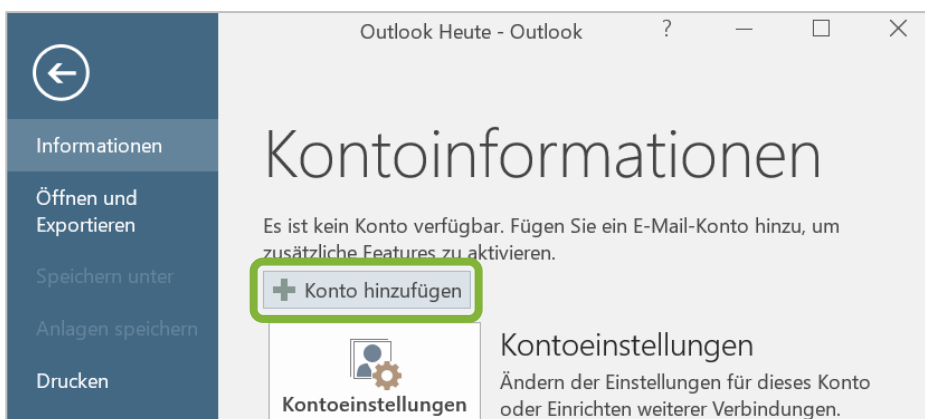 Outlook Heute - Outlook ?
Informationen
Öffnen und
Exportieren
Speichern unter
Anlagen speichern
Drucken
Kontoinformationen
Es ist kein Konto verfügbar. Fügen Sie ein E-Mail-Konto hinzu, um
zusätzliche Features zu aktivieren.
Konto hinzufügen
Kontoeinstellungen
Kontoeinstellungen
Ändern der Einstellungen für dieses Konto
oder Einrichten weiterer Verbindungen.